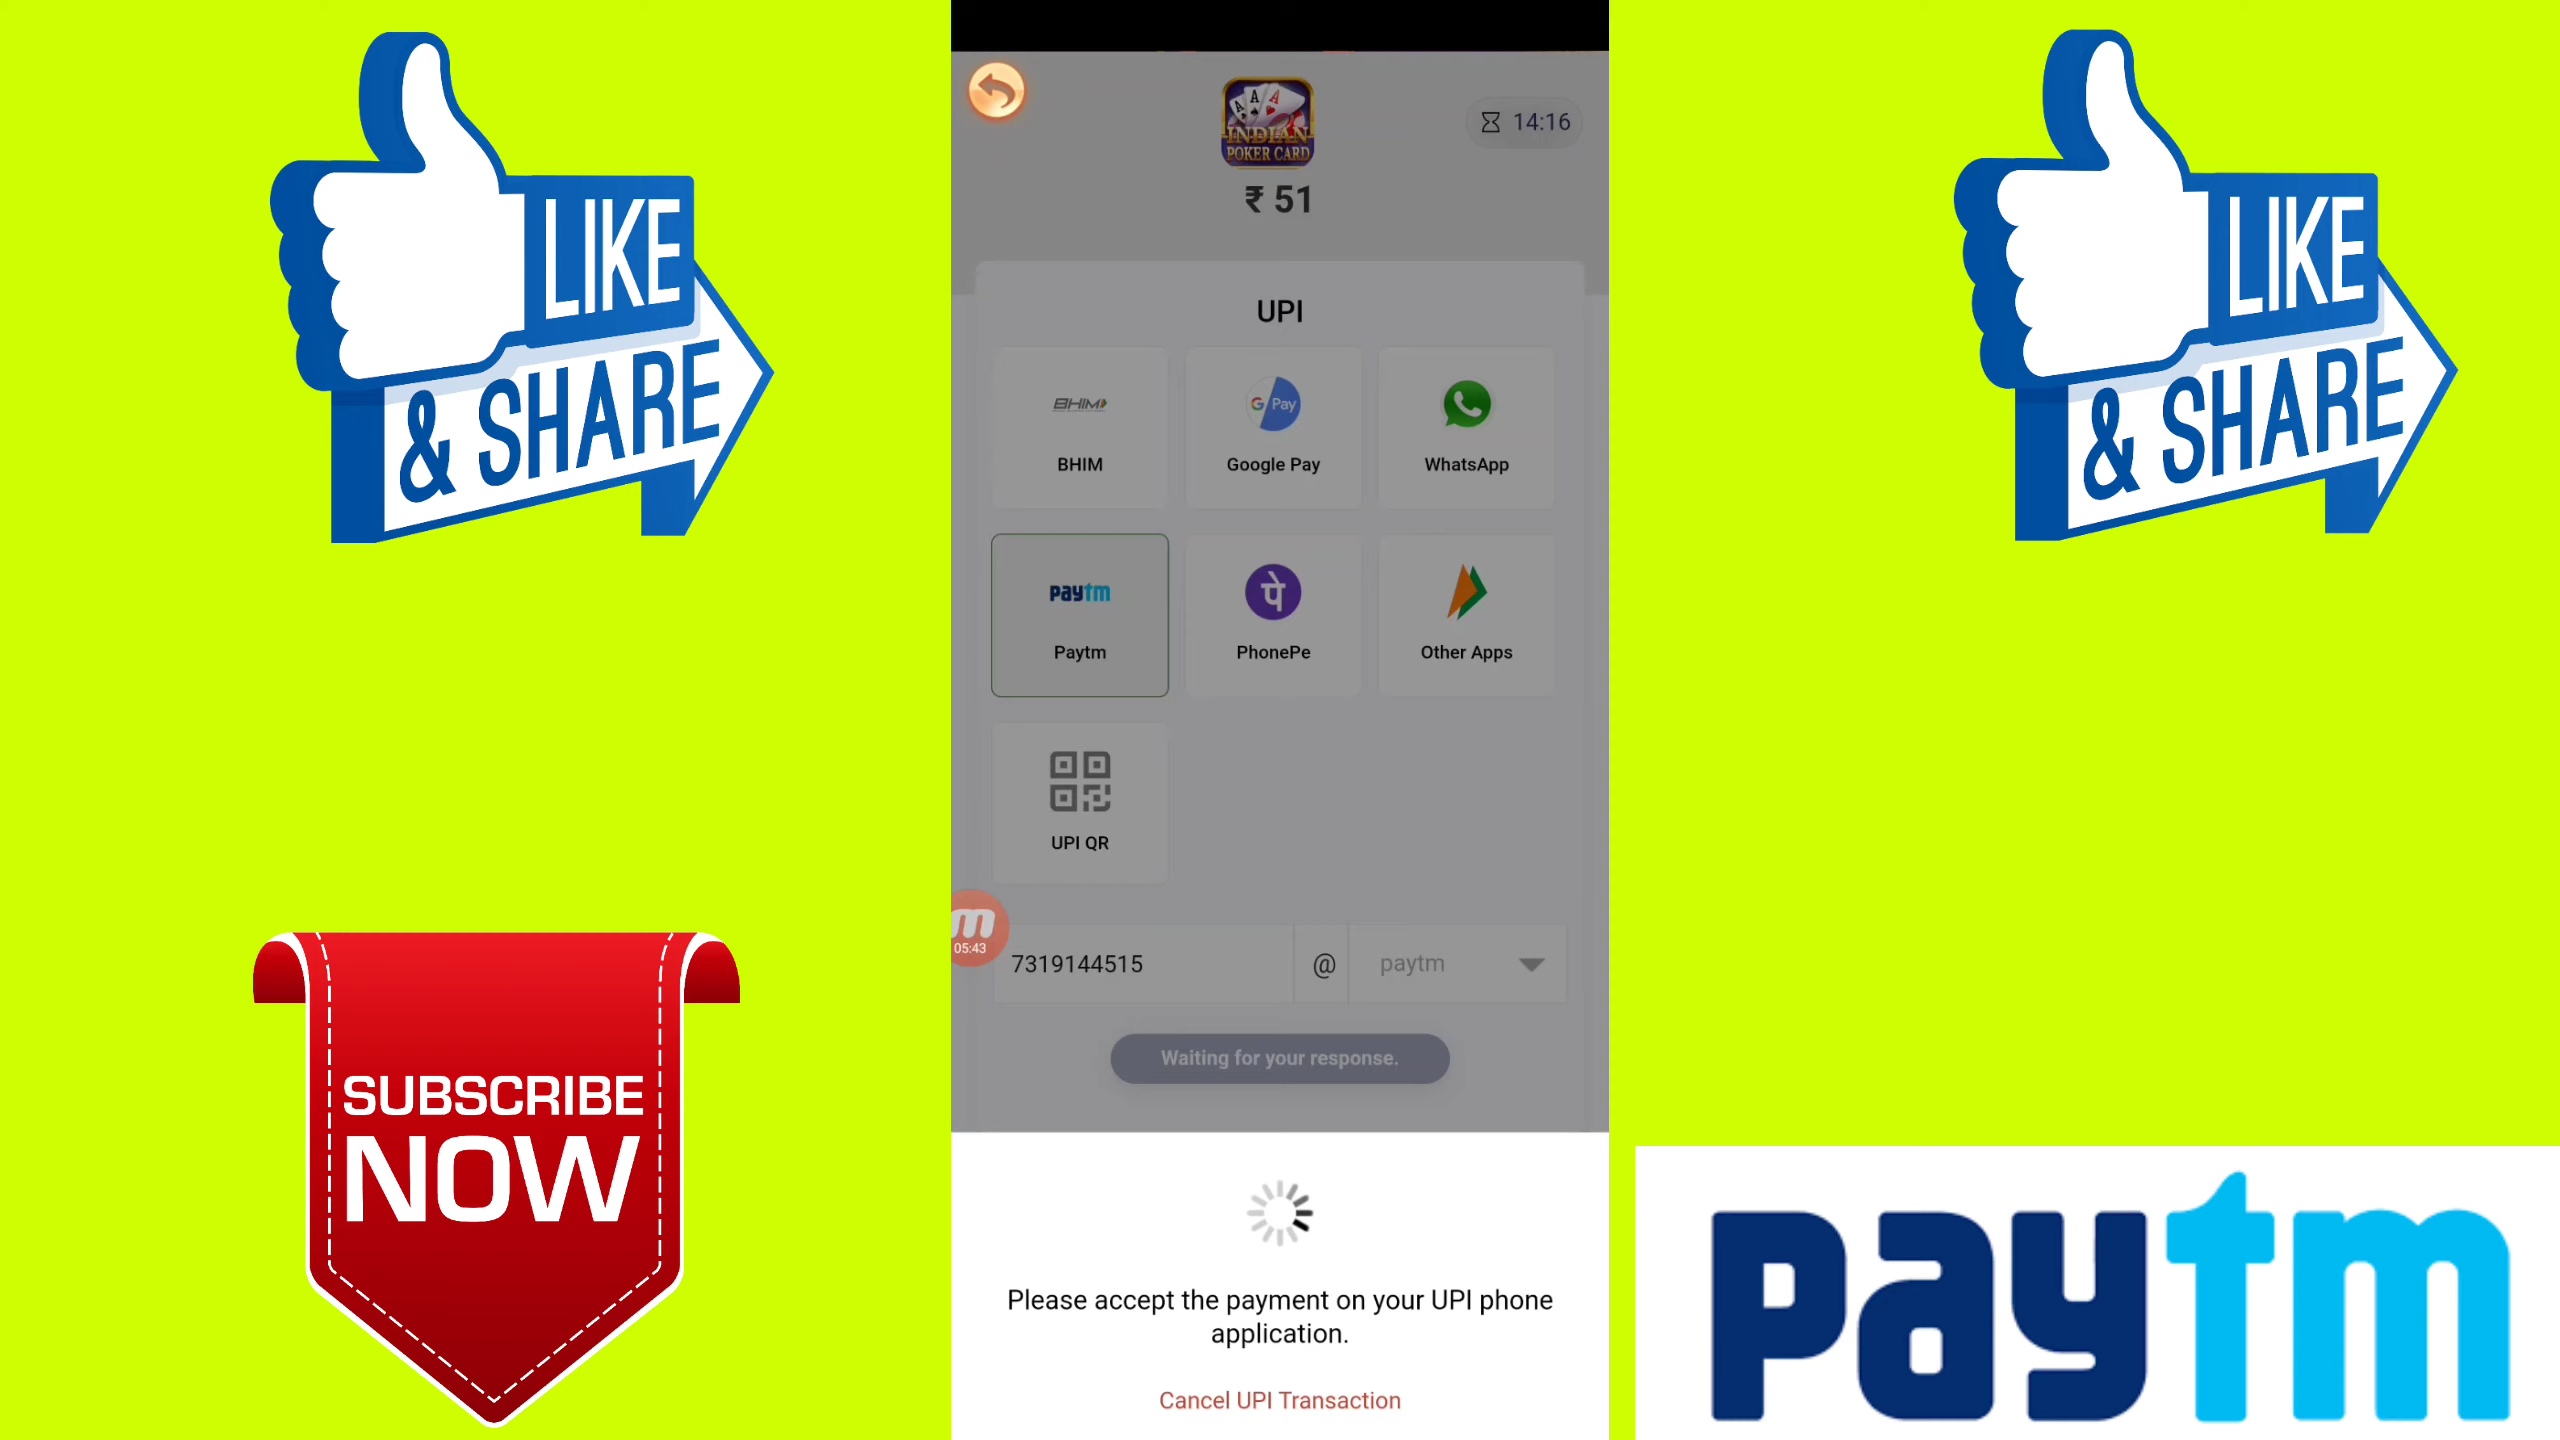 LIKE
& SHARE
SUBSCRIBE
NOW
A A A
INDIAN
POKER CARD
14:16
₹ 51
UPI
BHIM
G Pay
BHIM
Google Pay
WhatsApp
paytm
पे
Paytm
PhonePe
Other Apps
UPI QR
m
05:43
7319144515
@
paytm
Waiting for your response.
Please accept the payment on your UPI phone
application.
Cancel UPI Transaction
LIKE
& SHARE
paytm